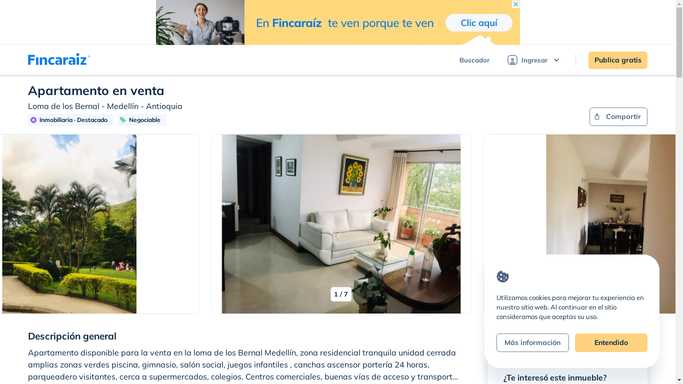 En Fincaraíz te ven porque te ven
Clic aquí
Fincaraiz
Buscador
Ingresar
Publica gratis
Apartamento en venta
Loma de los Bernal - Medellín - Antioquia
Inmobiliaria · Destacado
Negociable
Compartir
1 / 7
Utilizamos cookies para mejorar tu experiencia en
nuestro sitio web. Al continuar en el sitio
consideramos que aceptas su uso.
Más información
Entendido
Descripción general
Apartamento disponible para la venta en la loma de los Bernal Medellín, zona residencial tranquila unidad cerrada
amplias zonas verdes piscina, gimnasio, salón social, juegos infantiles , canchas ascensor portería 24 horas,
parqueadero visitantes, cerca a supermercados, colegios. Centros comerciales, buenas vías de acceso y transport...
¿Te interesó este inmueble?